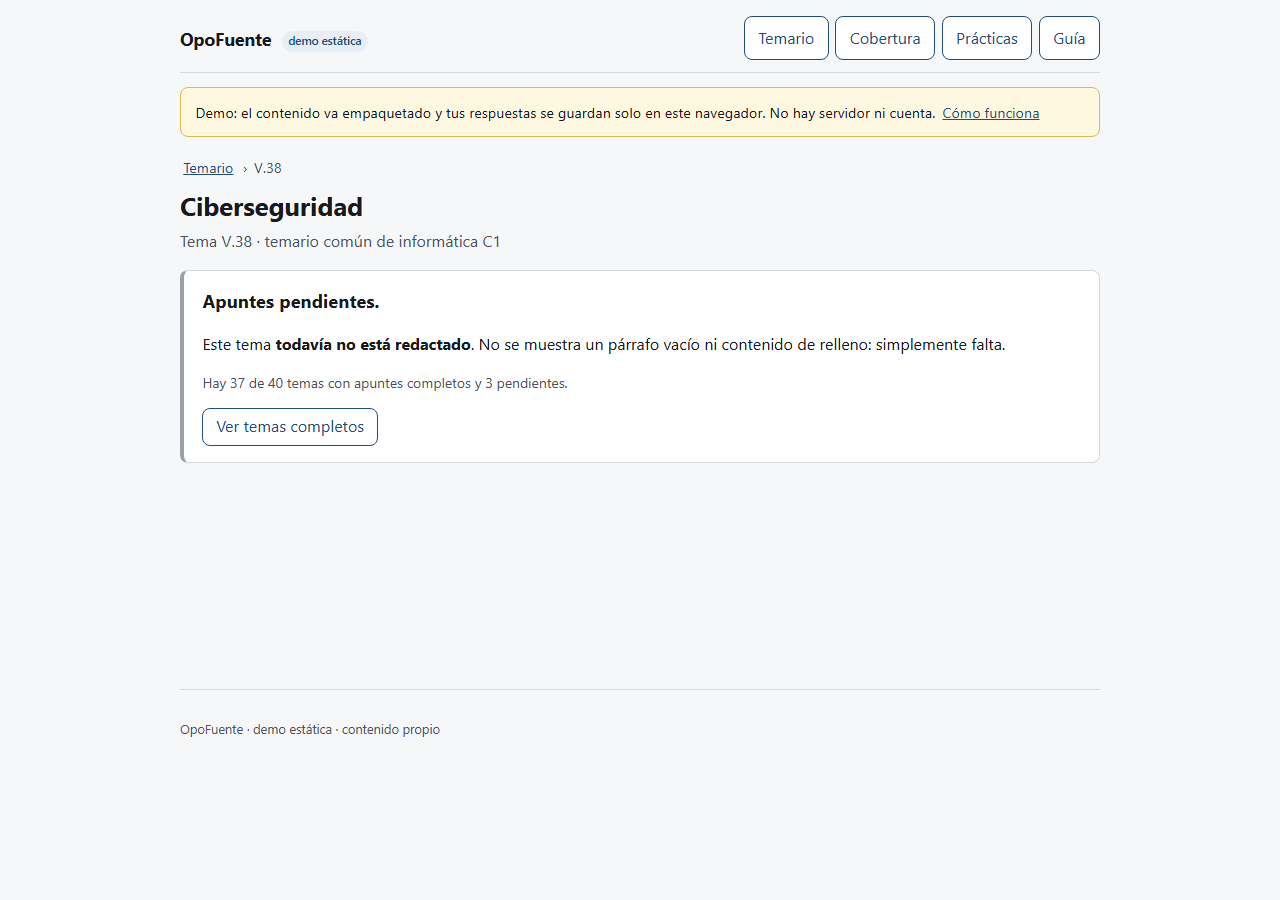 OpoFuente demo estática Temario Cobertura Prácticas Guía
Demo: el contenido va empaquetado y tus respuestas se guardan solo en este navegador. No hay servidor ni cuenta. Cómo funciona
Temario › V.38
Ciberseguridad
Tema V.38 · temario común de informática C1
Apuntes pendientes.
Este tema todavía no está redactado. No se muestra un párrafo vacío ni contenido de relleno: simplemente falta.
Hay 37 de 40 temas con apuntes completos y 3 pendientes.
Ver temas completos
OpoFuente · demo estática · contenido propio